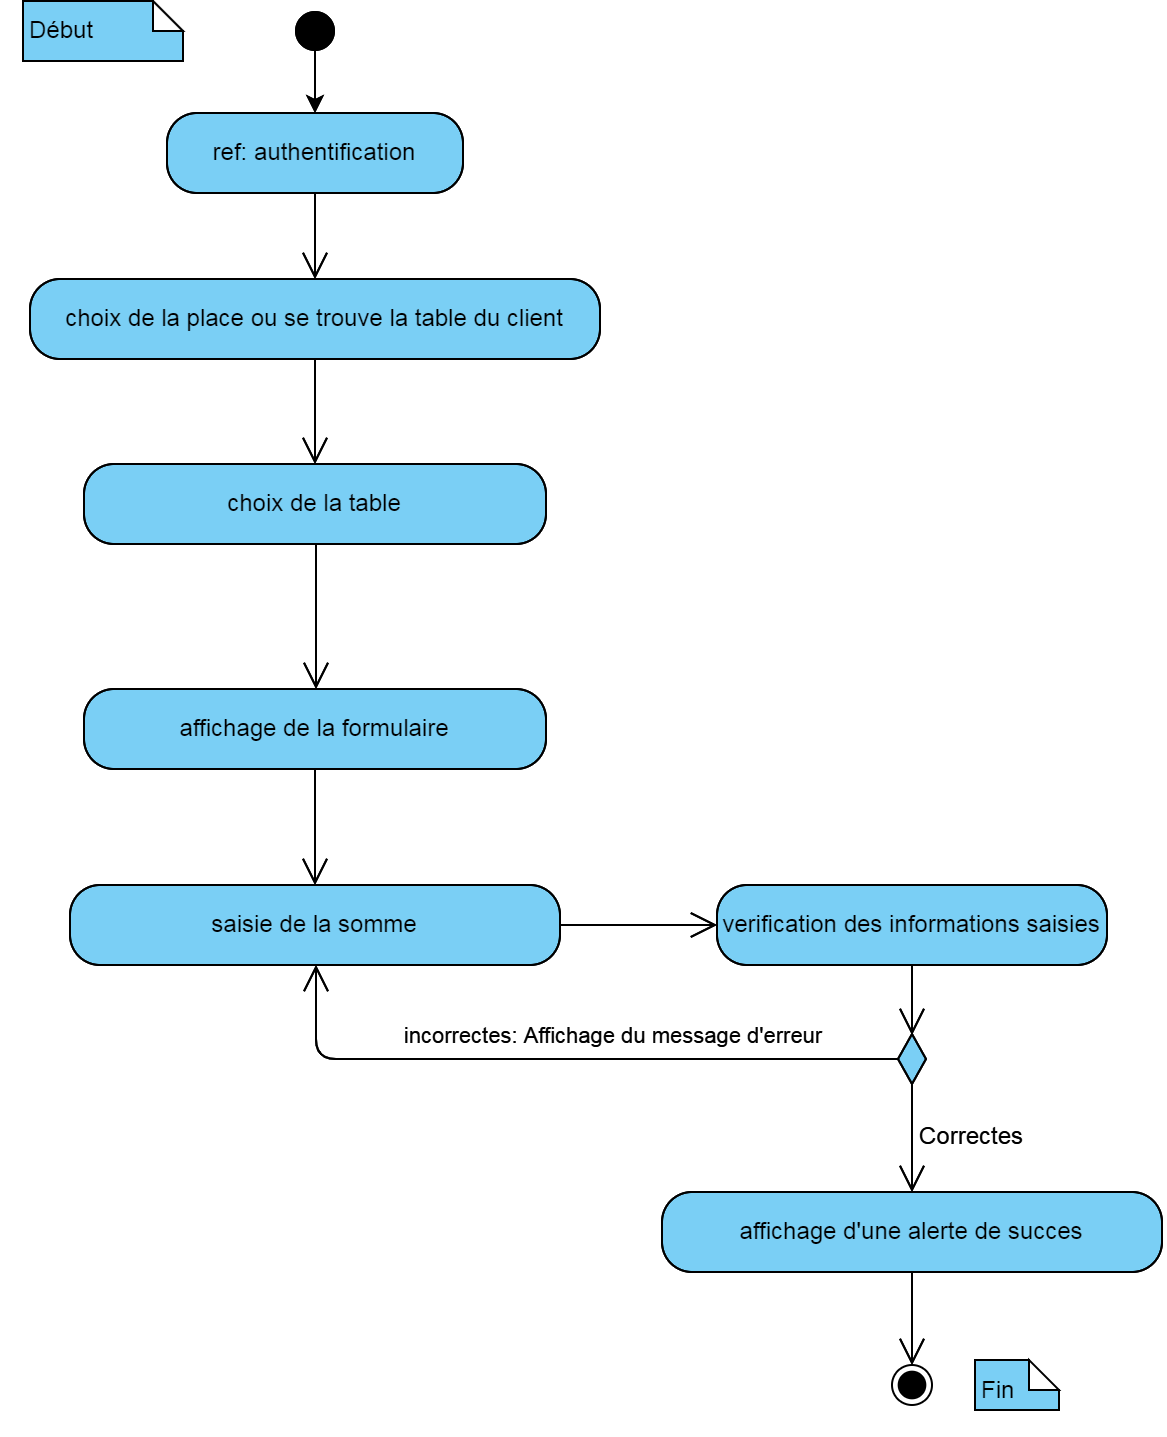 Début
ref: authentification
choix de la place ou se trouve la table du client
choix de la table
affichage de la formulaire
saisie de la somme
verification des informations saisies
incorrectes: Affichage du message d'erreur
Correctes
affichage d'une alerte de succes
Fin